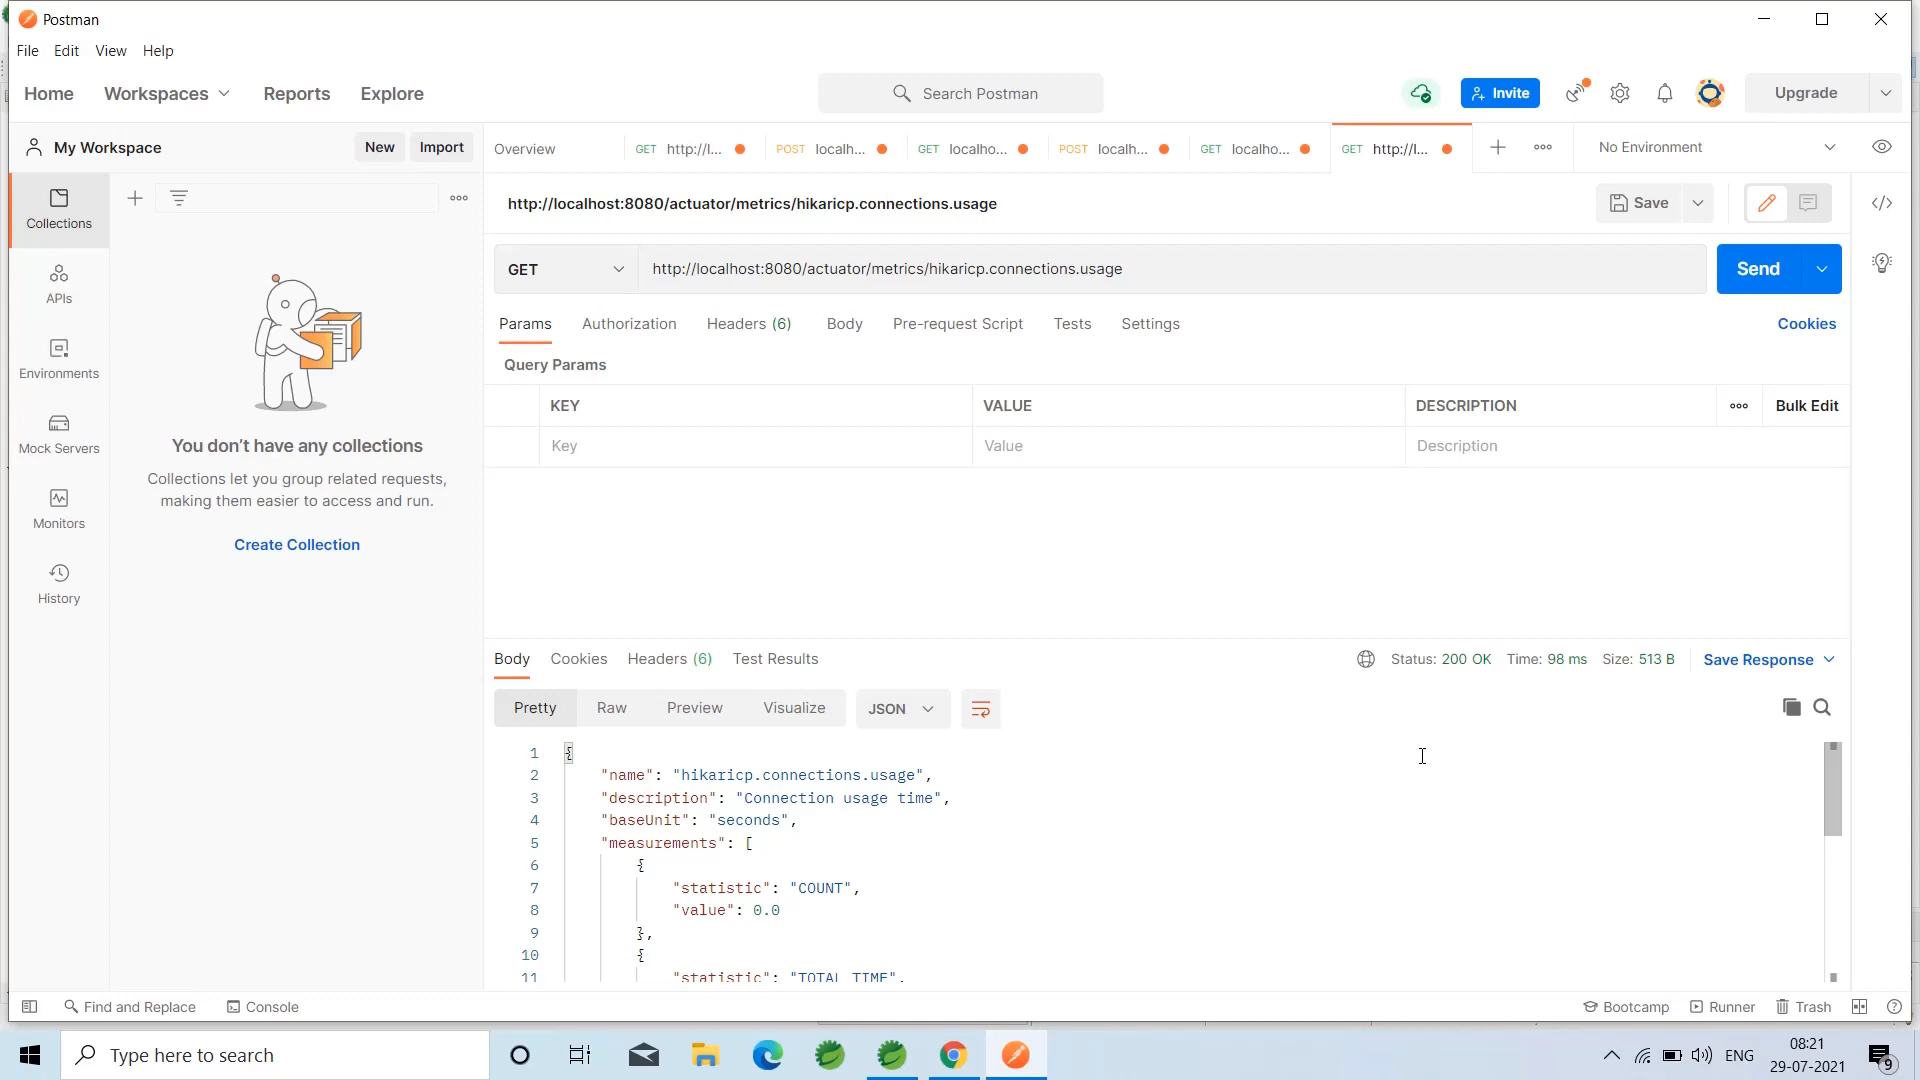 Postman
File Edit View Help
Home Workspaces Reports Explore Search Postman Invite Upgrade
My Workspace New Import Overview GET http://l... POST localh... GET localho... POST localh... GET localho... GET http://l... No Environment
Collections
APIs
Environments
Mock Servers
Monitors
History
You don't have any collections
Collections let you group related requests,
making them easier to access and run.
Create Collection
http://localhost:8080/actuator/metrics/hikaricp.connections.usage Save
GET http://localhost:8080/actuator/metrics/hikaricp.connections.usage Send
Params Authorization Headers (6) Body Pre-request Script Tests Settings Cookies
Query Params
KEY VALUE DESCRIPTION Bulk Edit
Key Value Description
Body Cookies Headers (6) Test Results Status: 200 OK Time: 98 ms Size: 513 B Save Response
Pretty Raw Preview Visualize JSON
1 {
2 "name": "hikaricp.connections.usage",
3 "description": "Connection usage time",
4 "baseUnit": "seconds",
5 "measurements": [
6 {
7 "statistic": "COUNT",
8 "value": 0.0
9 },
10 {
11 "statistic": "TOTAL_TIME",
Find and Replace Console Bootcamp Runner Trash
Type here to search ENG 08:21
29-07-2021 9